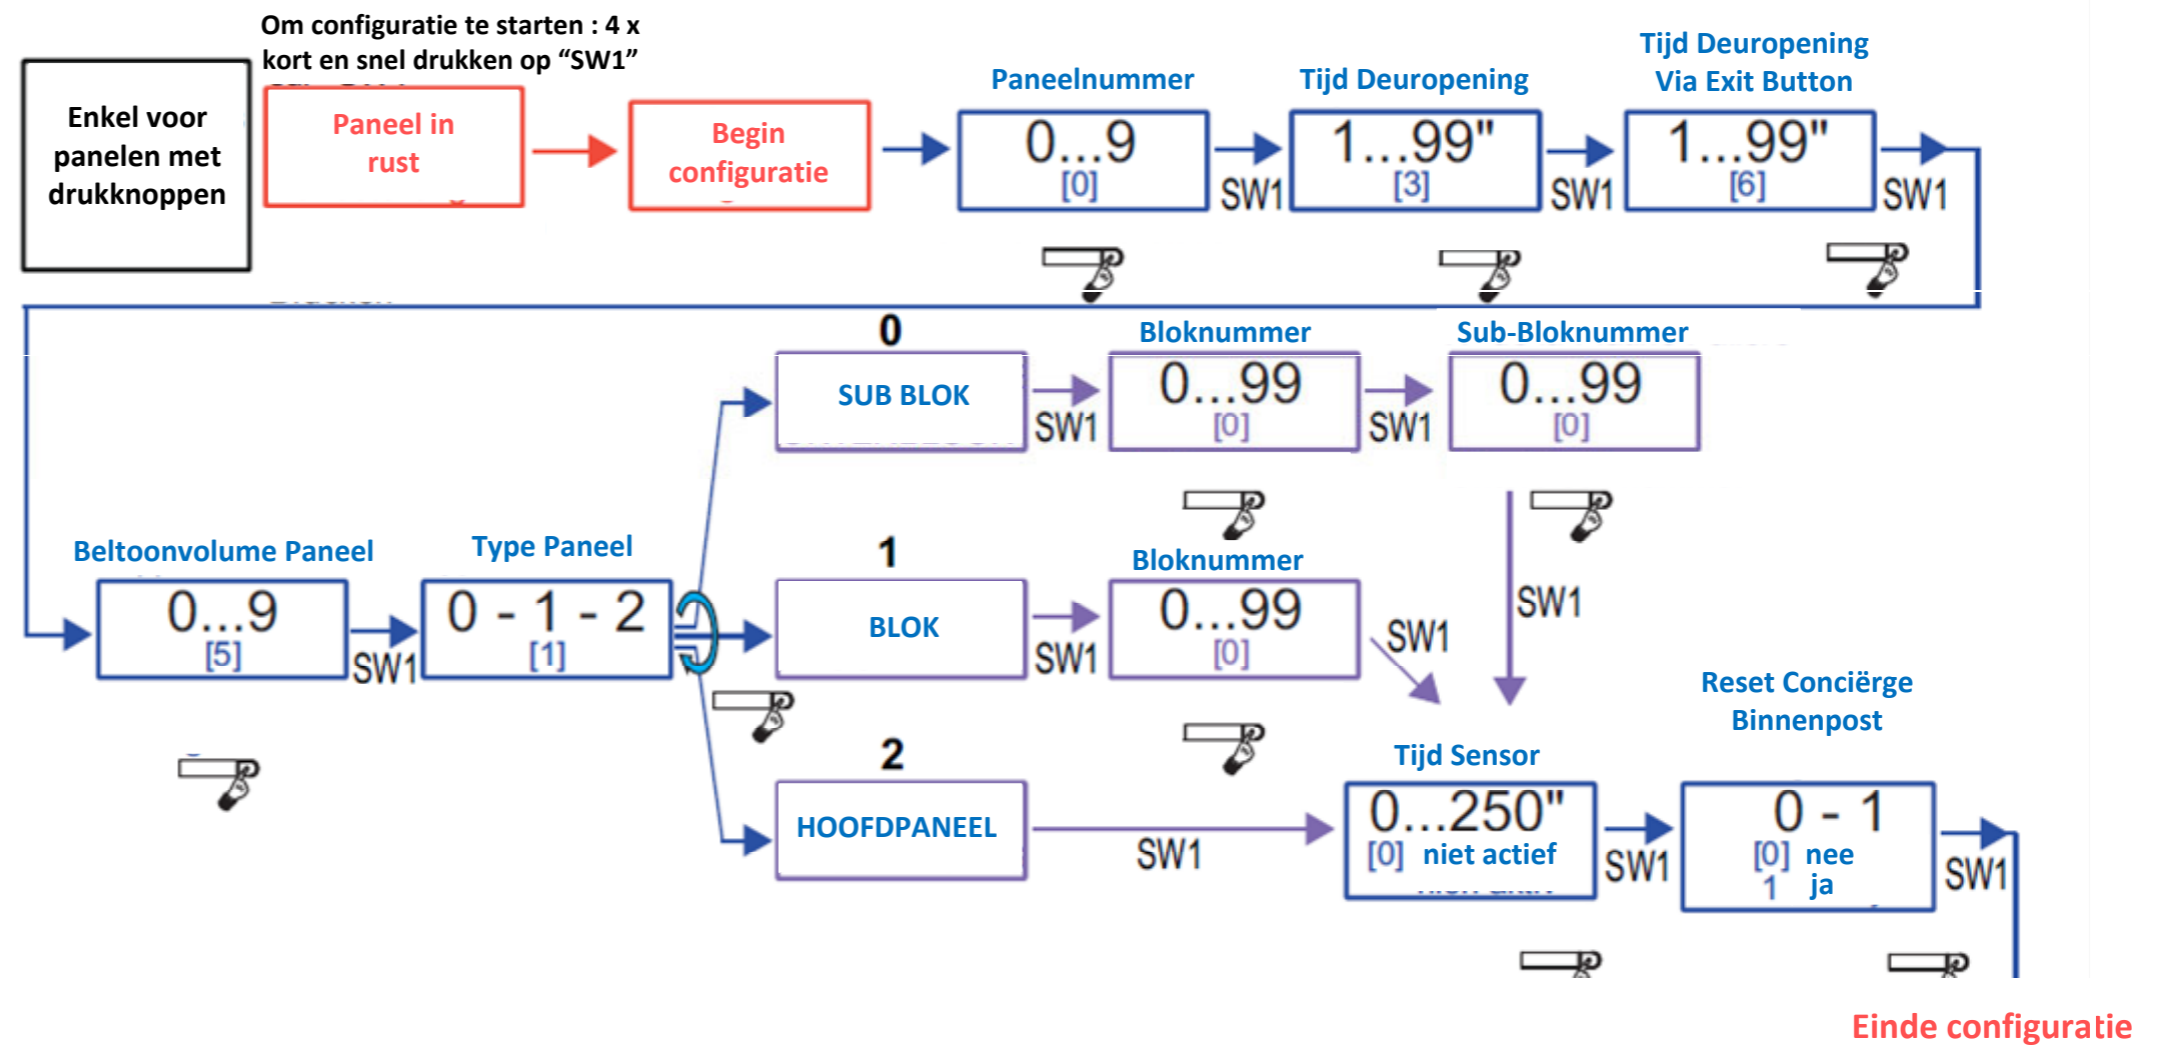 Om configuratie te starten : 4 x
kort en snel drukken op “SW1”
Enkel voor
panelen met
drukknoppen
Paneel in
rust
Begin
configuratie
Paneelnummer
0...9
[0]
SW1
Tijd Deuropening
1...99"
[3]
SW1
Tijd Deuropening
Via Exit Button
1...99"
[6]
SW1
0
SUB BLOK
SW1
Bloknummer
0...99
[0]
SW1
Sub-Bloknummer
0...99
[0]
SW1
Beltoonvolume Paneel
0...9
[5]
SW1
Type Paneel
0 - 1 - 2
[1]
1
BLOK
SW1
Bloknummer
0...99
[0]
SW1
2
HOOFDPANEEL
SW1
Tijd Sensor
0...250"
[0] niet actief
SW1
Reset Conciërge
Binnenpost
0 - 1
[0] nee
1 ja
SW1
Einde configuratie